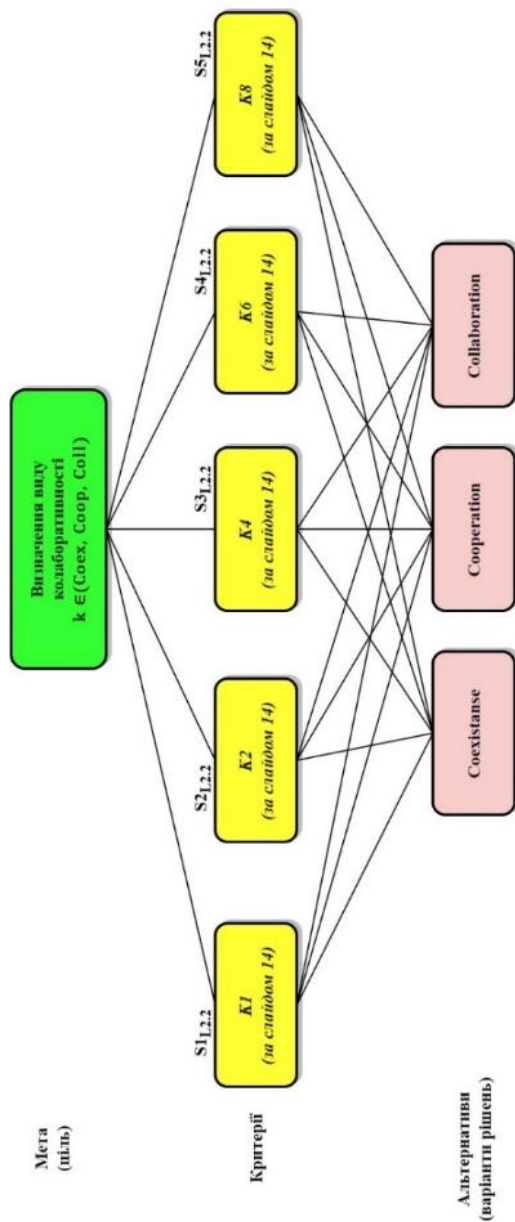 Мета
(ціль)
Визначення виду
колаборативності
k ∈ (Coex, Coop, Coll)
Критерії
S1L2.2
K1
(за слайдом 14)
S2L2.2
K2
(за слайдом 14)
S3L2.2
K4
(за слайдом 14)
S4L2.2
K6
(за слайдом 14)
S5L2.2
K8
(за слайдом 14)
Альтернативи
(варіанти рішень)
Coexistanse
Cooperation
Collaboration